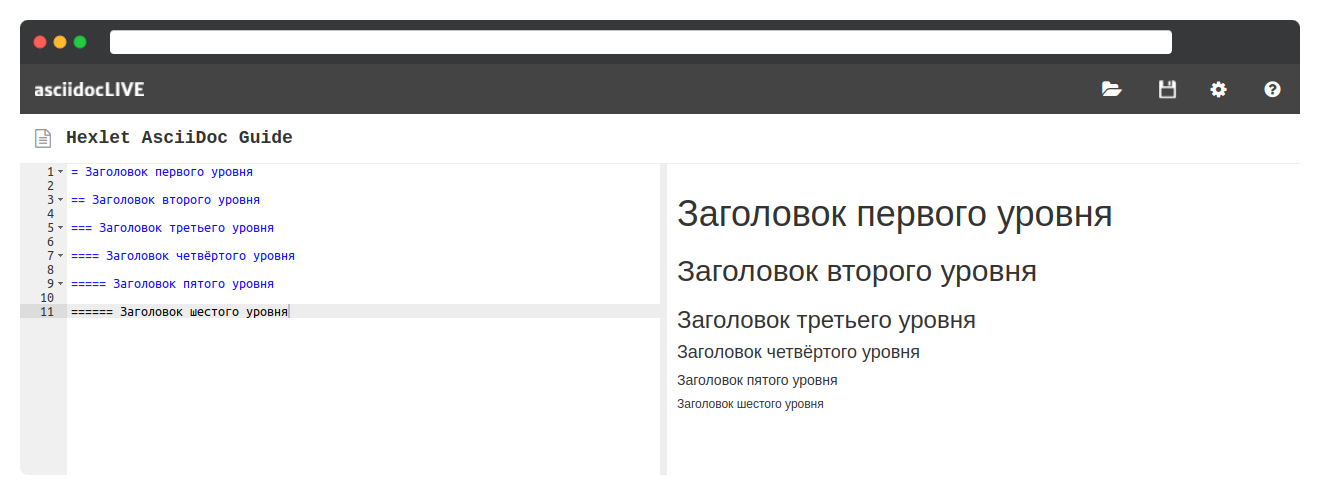 asciidocLIVE
Hexlet AsciiDoc Guide
1 = Заголовок первого уровня
2
3 == Заголовок второго уровня
4
5 === Заголовок третьего уровня
6
7 ==== Заголовок четвёртого уровня
8
9 ===== Заголовок пятого уровня
10
11 ====== Заголовок шестого уровня
Заголовок первого уровня
Заголовок второго уровня
Заголовок третьего уровня
Заголовок четвёртого уровня
Заголовок пятого уровня
Заголовок шестого уровня